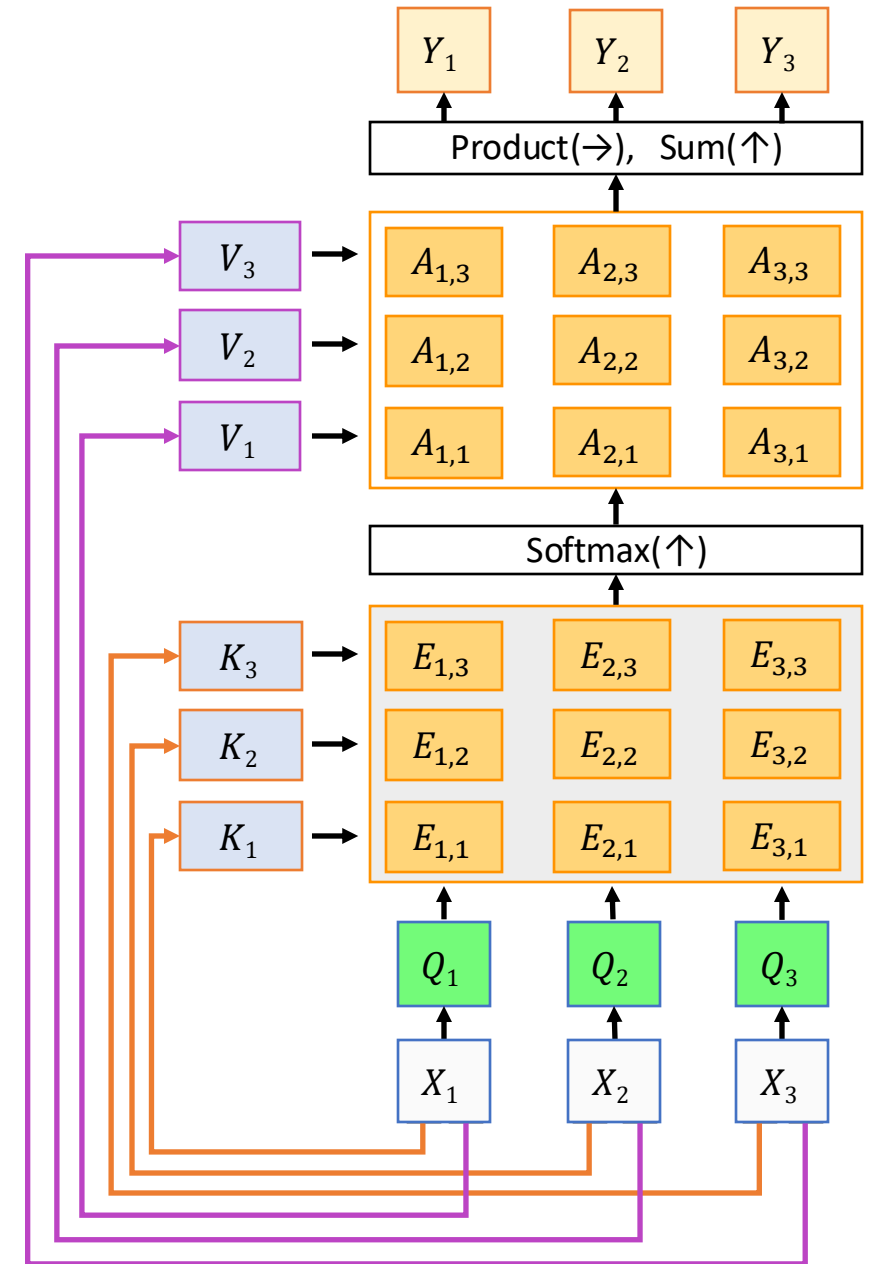 Y1 Y2 Y3
Product(→), Sum(↑)
V3 A1,3 A2,3 A3,3
V2 A1,2 A2,2 A3,2
V1 A1,1 A2,1 A3,1
Softmax(↑)
K3 E1,3 E2,3 E3,3
K2 E1,2 E2,2 E3,2
K1 E1,1 E2,1 E3,1
Q1 Q2 Q3
X1 X2 X3